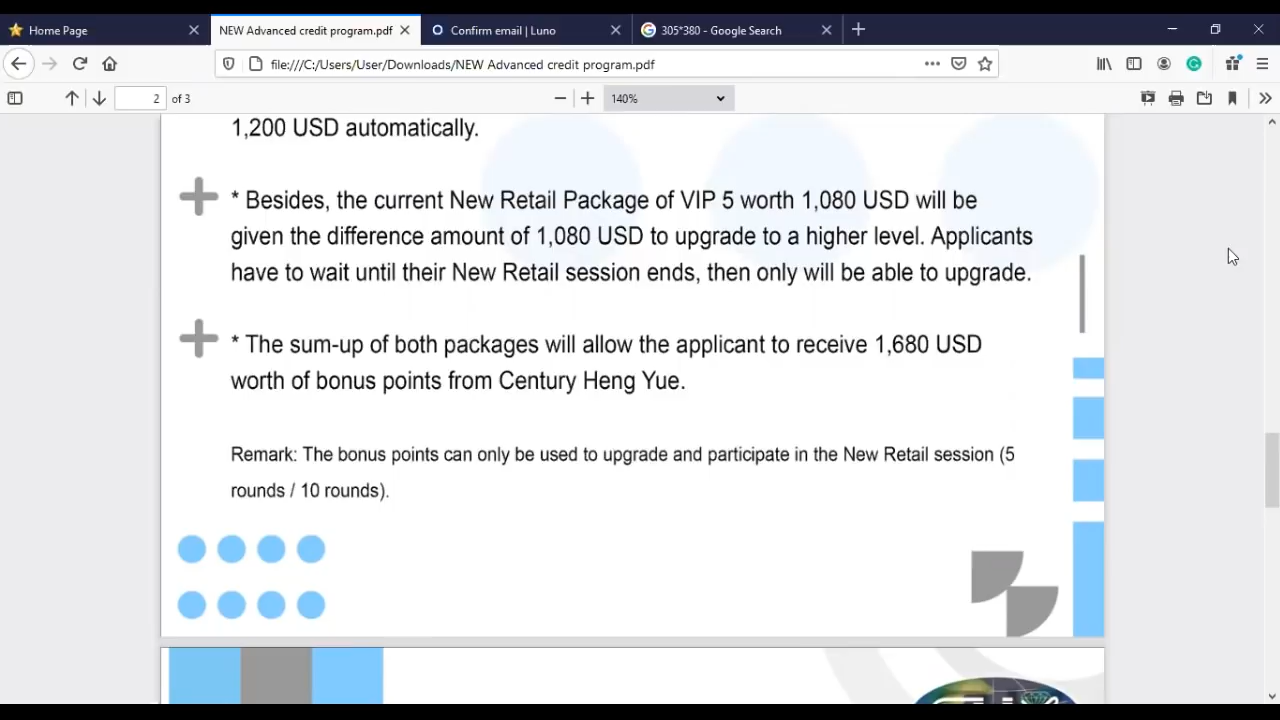 Home Page
NEW Advanced credit program.pdf
Confirm email | Luno
305*380 - Google Search
file:///C:/Users/User/Downloads/NEW Advanced credit program.pdf
2 of 3
140%
1,200 USD automatically.
* Besides, the current New Retail Package of VIP 5 worth 1,080 USD will be
given the difference amount of 1,080 USD to upgrade to a higher level. Applicants
have to wait until their New Retail session ends, then only will be able to upgrade.
* The sum-up of both packages will allow the applicant to receive 1,680 USD
worth of bonus points from Century Heng Yue.
Remark: The bonus points can only be used to upgrade and participate in the New Retail session (5
rounds / 10 rounds).